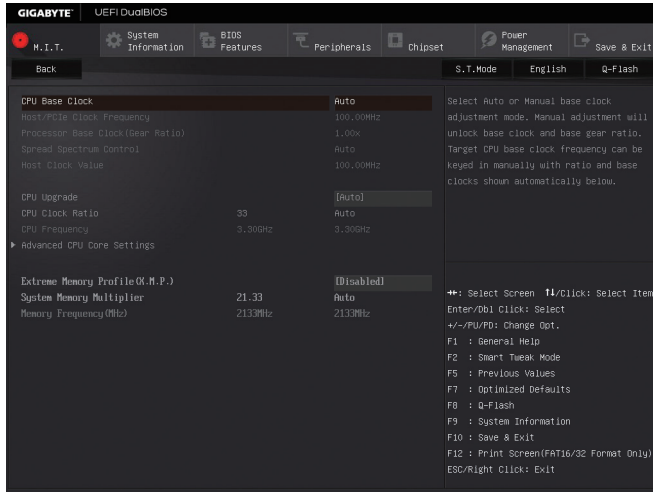 GIGABYTE™ UEFI DualBIOS
M.I.T. System Information BIOS Features Peripherals Chipset Power Management Save & Exit
Back S.T.Mode English Q-Flash
CPU Base Clock Auto
Host/PCIe Clock Frequency 100.00MHz
Processor Base Clock(Gear Ratio) 1.00x
Spread Spectrum Control Auto
Host Clock Value 100.00MHz
CPU Upgrade [Auto]
CPU Clock Ratio 33 Auto
CPU Frequency 3.30GHz 3.30GHz
Advanced CPU Core Settings
Extreme Memory Profile(X.M.P.) [Disabled]
System Memory Multiplier 21.33 Auto
Memory Frequency(MHz) 2133MHz 2133MHz
Select Auto or Manual base clock
adjustment mode. Manual adjustment will
unlock base clock and base gear ratio.
Target CPU base clock frequency can be
keyed in manually with ratio and base
clocks shown automatically below.
→←: Select Screen ↑↓/Click: Select Item
Enter/Dbl Click: Select
+/-/PU/PD: Change Opt.
F1 : General Help
F2 : Smart Tweak Mode
F5 : Previous Values
F7 : Optimized Defaults
F8 : Q-Flash
F9 : System Information
F10 : Save & Exit
F12 : Print Screen(FAT16/32 Format Only)
ESC/Right Click: Exit